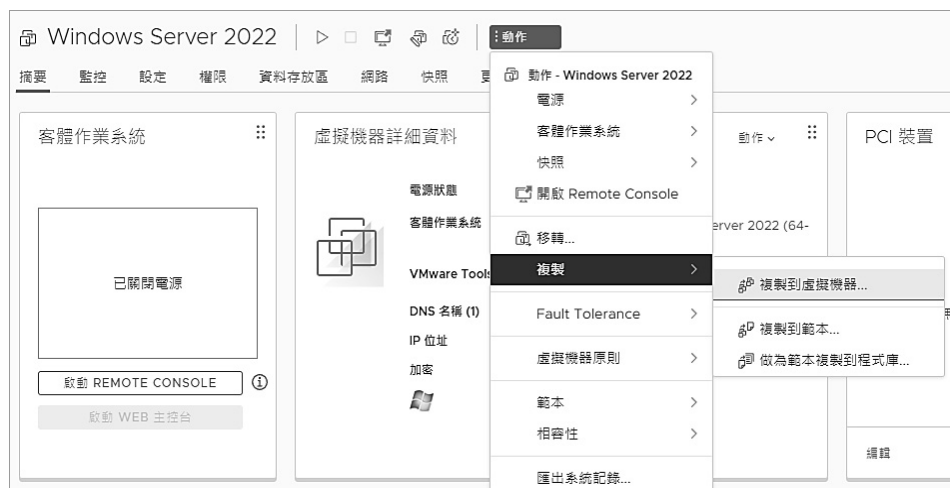 Windows Server 2022
動作
摘要 監控 設定 權限 資料存放區 網路 快照
客體作業系統
已關閉電源
啟動 REMOTE CONSOLE
啟動 WEB 主控台
虛擬機器詳細資料
動作
電源狀態
客體作業系統
erver 2022 (64-
VMware Tools
DNS 名稱 (1)
IP 位址
加密
動作 - Windows Server 2022
電源
客體作業系統
快照
開啟 Remote Console
移轉...
複製
Fault Tolerance
虛擬機器原則
範本
相容性
匯出系統記錄...
複製到虛擬機器...
複製到範本...
做為範本複製到程式庫...
PCI 裝置
編輯